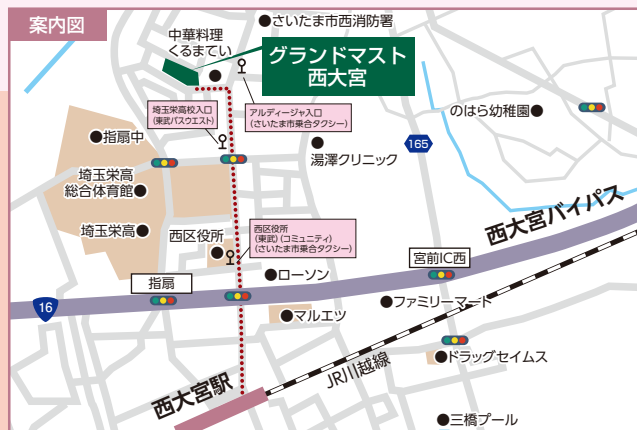 案内図
さいたま市西消防署
中華料理
くるまてい
グランドマスト
西大宮
埼玉栄高校入口
(東武バスウエスト)
アルディージャ入口
(さいたま市乗合タクシー)
のはら幼稚園
指扇中
湯澤クリニック
165
埼玉栄高
総合体育館
埼玉栄高
西区役所
西区役所
(東武)(コミュニティ)
(さいたま市乗合タクシー)
西大宮バイパス
宮前IC西
指扇
ローソン
16
マルエツ
ファミリーマート
ドラッグセイムス
JR川越線
西大宮駅
三橋プール